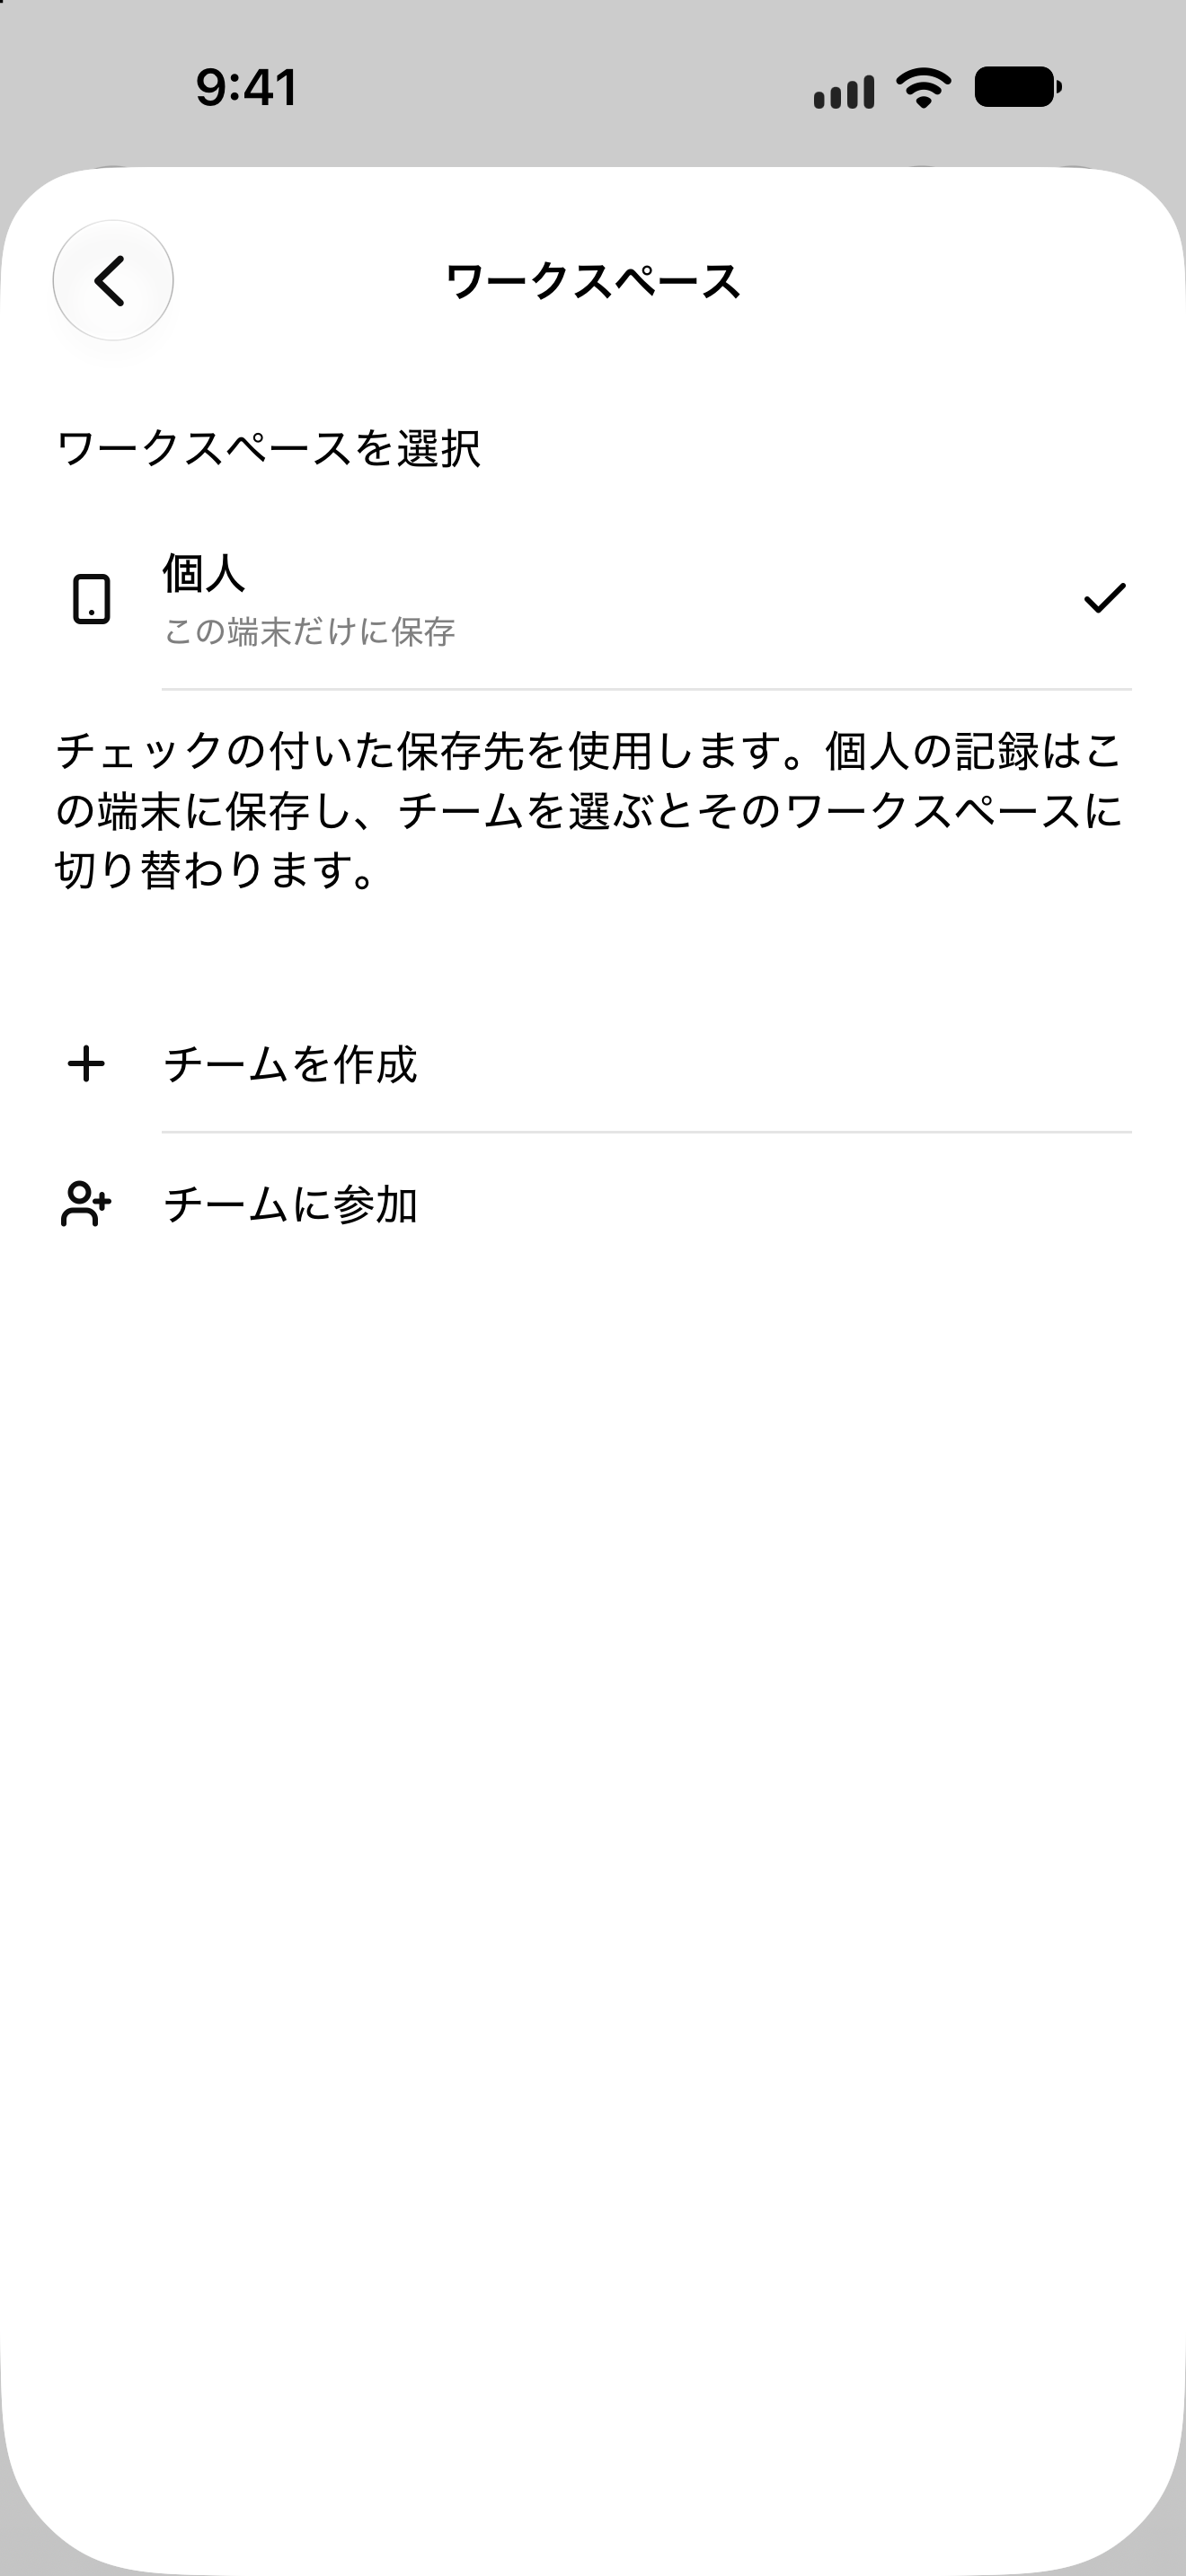 9:41
ワークスペース
ワークスペースを選択
個人
この端末だけに保存
チェックの付いた保存先を使用します。個人の記録はこ
の端末に保存し、チームを選ぶとそのワークスペースに
切り替わります。
チームを作成
チームに参加